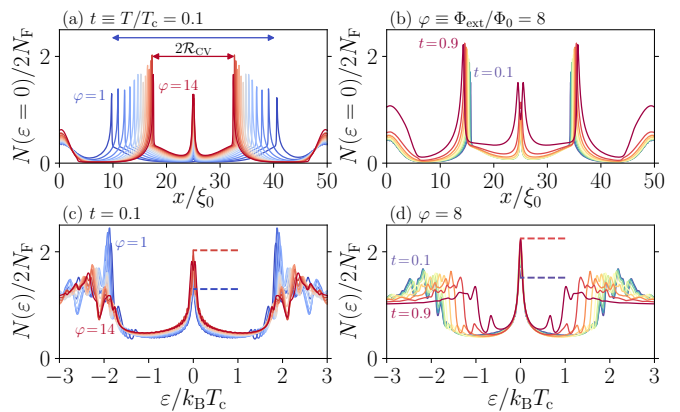 (a) t ≡ T/T_c = 0.1
N(ε = 0)/2N_F
2
1
0
2R_CV
φ=1
φ=14
0 10 20 30 40 50
x/ξ_0
(b) φ ≡ Φ_ext/Φ_0 = 8
N(ε = 0)/2N_F
2
1
0
t=0.9
t=0.1
0 10 20 30 40 50
x/ξ_0
(c) t = 0.1
N(ε)/2N_F
2
0
φ=1
φ=14
−3 −2 −1 0 1 2 3
ε/k_BT_c
(d) φ = 8
N(ε)/2N_F
2
0
t=0.1
t=0.9
−3 −2 −1 0 1 2 3
ε/k_BT_c